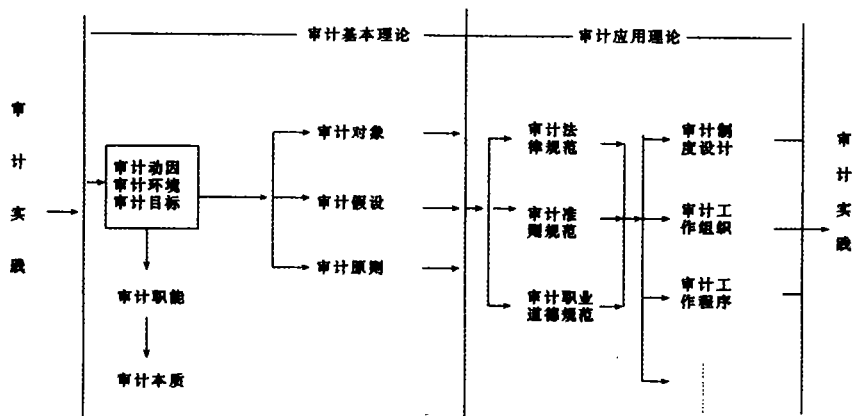 审计基本理论
审计应用理论
审
计
实
践
审计动因
审计环境
审计目标
审计职能
审计本质
审计对象
审计假设
审计原则
审计法
律规范
审计准
则规范
审计职业
道德规范
审计制
度设计
审计工
作组织
审计工
作程序
审
计
实
践